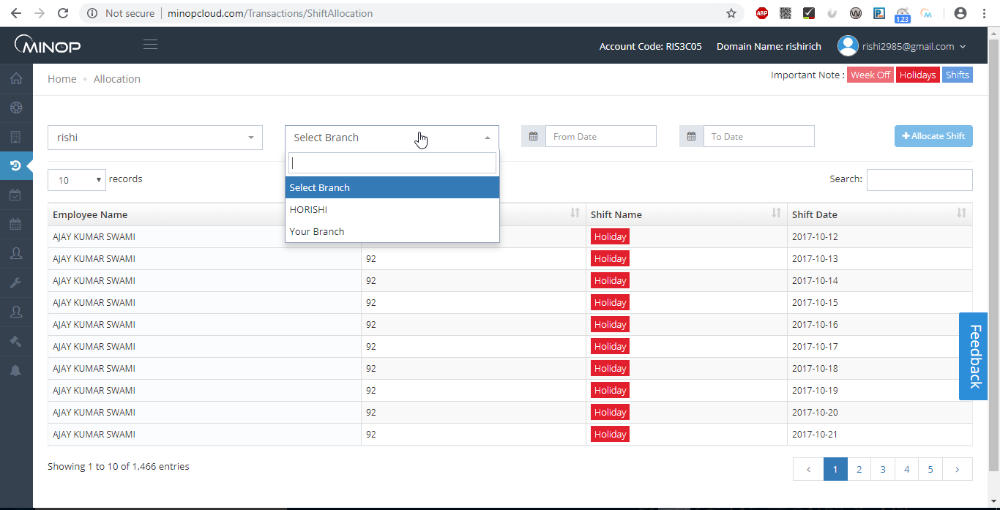 Not secure | minopcloud.com/Transactions/ShiftAllocation
ABP
1.23
MINOP
Account Code: RIS3C05
Domain Name: rishirich
rishi2985@gmail.com
Home • Allocation
Important Note : Week Off Holidays Shifts
rishi
Select Branch
From Date
To Date
+ Allocate Shift
Select Branch
HORISHI
Your Branch
10 records
Search:
Employee Name Shift Name Shift Date
AJAY KUMAR SWAMI Holiday 2017-10-12
AJAY KUMAR SWAMI 92 Holiday 2017-10-13
AJAY KUMAR SWAMI 92 Holiday 2017-10-14
AJAY KUMAR SWAMI 92 Holiday 2017-10-15
AJAY KUMAR SWAMI 92 Holiday 2017-10-16
AJAY KUMAR SWAMI 92 Holiday 2017-10-17
AJAY KUMAR SWAMI 92 Holiday 2017-10-18
AJAY KUMAR SWAMI 92 Holiday 2017-10-19
AJAY KUMAR SWAMI 92 Holiday 2017-10-20
AJAY KUMAR SWAMI 92 Holiday 2017-10-21
Feedback
Showing 1 to 10 of 1,466 entries
‹ 1 2 3 4 5 ›